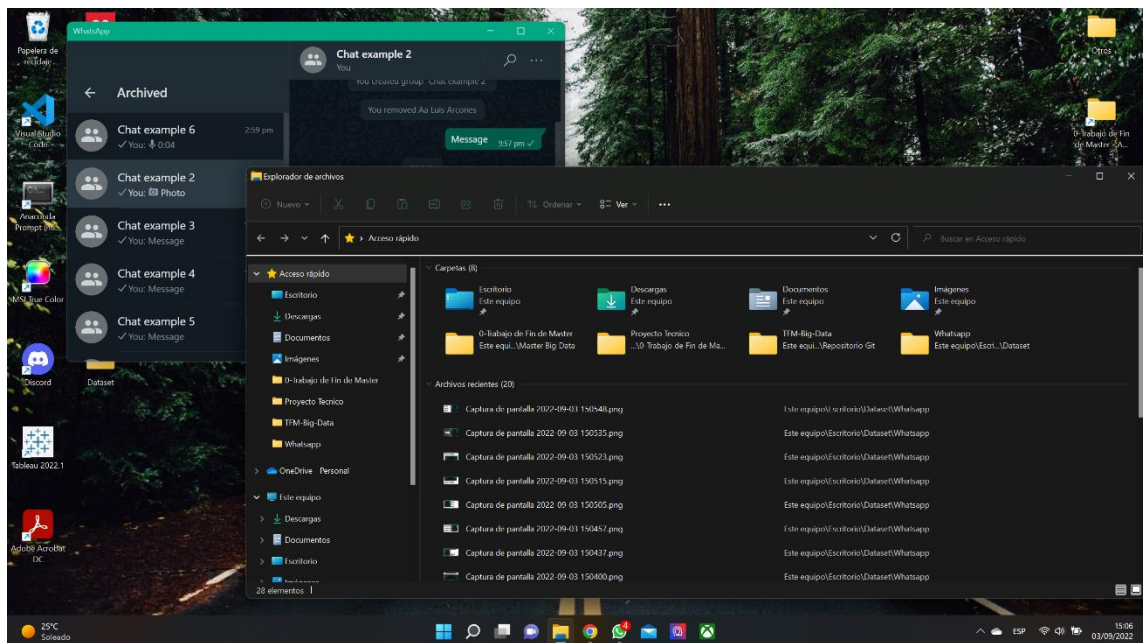 Papelera de
reciclaje
Visual Studio
Code
Anaconda
MSI True Color
Discord
Dataset
Tableau 2022.1
Adobe Acrobat
DC
Otros
0-Trabajo de Fin
de Master - A...
WhatsApp
Archived
Chat example 6
2:59 pm
You: 0:04
Chat example 2
You: Photo
Chat example 3
You: Message
Chat example 4
You: Message
Chat example 5
You: Message
Chat example 2
You
You created group "Chat example 2"
You removed Aa Luis Arcones
Message 9:57 pm
Explorador de archivos
Nuevo
Ordenar
Ver
Acceso rápido
Buscar en Acceso rápido
Acceso rápido
Escritorio
Descargas
Documentos
Imágenes
0-Trabajo de Fin de Master
Proyecto Tecnico
TFM-Big-Data
Whatsapp
OneDrive Personal
Este equipo
Descargas
Documentos
Escritorio
28 elementos
Carpetas (8)
Escritorio
Este equipo
Descargas
Este equipo
Documentos
Este equipo
Imágenes
Este equipo
0-Trabajo de Fin de Master
Este equi...\Master Big Data
Proyecto Tecnico
...\0 Trabajo de Fin de Ma...
TFM-Big-Data
Este equi...\Repositorio Git
Whatsapp
Este equipo\Escri...\Dataset
Archivos recientes (20)
Captura de pantalla 2022-09-03 150548.png Este equipo\Escritorio\Dataset\Whatsapp
Captura de pantalla 2022-09-03 150535.png Este equipo\Escritorio\Dataset\Whatsapp
Captura de pantalla 2022-09-03 150523.png Este equipo\Escritorio\Dataset\Whatsapp
Captura de pantalla 2022-09-03 150515.png Este equipo\Escritorio\Dataset\Whatsapp
Captura de pantalla 2022-09-03 150505.png Este equipo\Escritorio\Dataset\Whatsapp
Captura de pantalla 2022-09-03 150457.png Este equipo\Escritorio\Dataset\Whatsapp
Captura de pantalla 2022-09-03 150437.png Este equipo\Escritorio\Dataset\Whatsapp
Captura de pantalla 2022-09-03 150400.png Este equipo\Escritorio\Dataset\Whatsapp
25°C
Soleado
4
ESP
15:06
03/09/2022